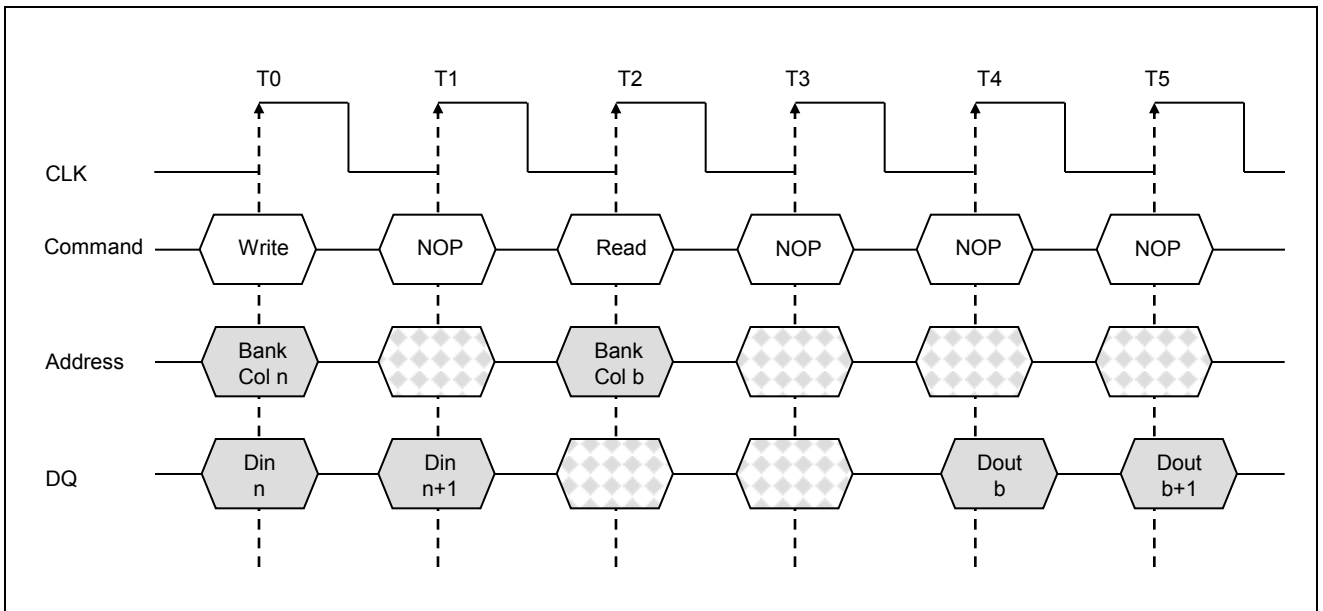 T0 T1 T2 T3 T4 T5
CLK
Command Write NOP Read NOP NOP NOP
Address Bank Col n Bank Col b
DQ Din n Din n+1 Dout b Dout b+1